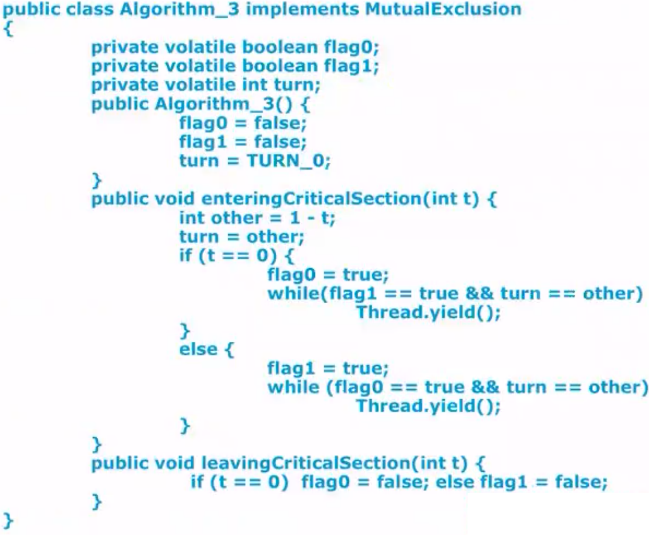 public class Algorithm_3 implements MutualExclusion
{
private volatile boolean flag0;
private volatile boolean flag1;
private volatile int turn;
public Algorithm_3() {
flag0 = false;
flag1 = false;
turn = TURN_0;
}
public void enteringCriticalSection(int t) {
int other = 1 - t;
turn = other;
if (t == 0) {
flag0 = true;
while(flag1 == true && turn == other)
Thread.yield();
}
else {
flag1 = true;
while (flag0 == true && turn == other)
Thread.yield();
}
}
public void leavingCriticalSection(int t) {
if (t == 0) flag0 = false; else flag1 = false;
}
}